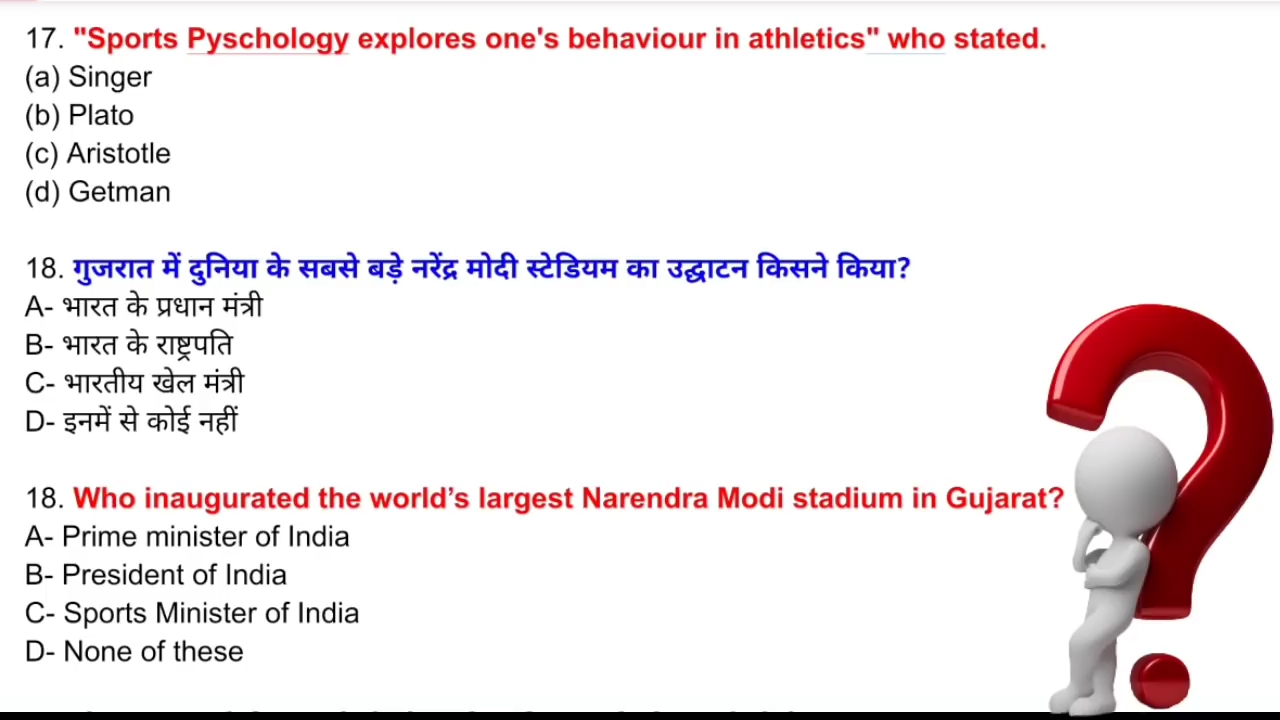 17. "Sports Pyschology explores one's behaviour in athletics" who stated.
(a) Singer
(b) Plato
(c) Aristotle
(d) Getman
18. गुजरात में दुनिया के सबसे बड़े नरेंद्र मोदी स्टेडियम का उद्घाटन किसने किया?
A- भारत के प्रधान मंत्री
B- भारत के राष्ट्रपति
C- भारतीय खेल मंत्री
D- इनमें से कोई नहीं
18. Who inaugurated the world’s largest Narendra Modi stadium in Gujarat?
A- Prime minister of India
B- President of India
C- Sports Minister of India
D- None of these